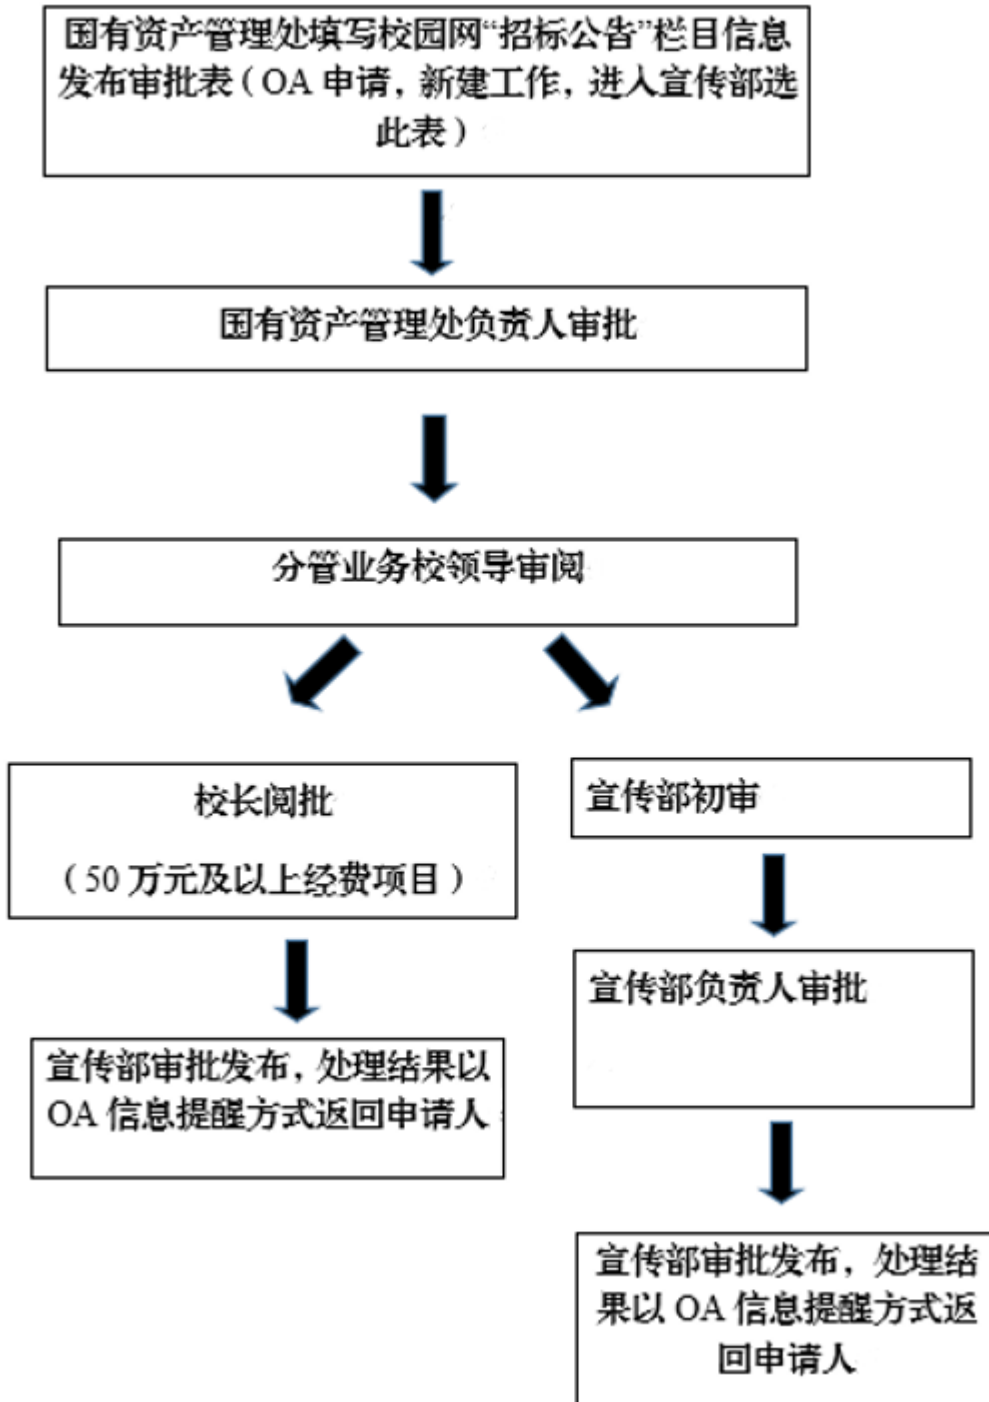 国有资产管理处填写校园网“招标公告”栏目信息
发布审批表（OA 申请，新建工作，进入宣传部选
此表）
国有资产管理处负责人审批
分管业务校领导审阅
校长阅批
（50 万元及以上经费项目）
宣传部初审
宣传部负责人审批
宣传部审批发布，处理结果以
OA 信息提醒方式返回申请人
宣传部审批发布，处理结
果以 OA 信息提醒方式返
回申请人